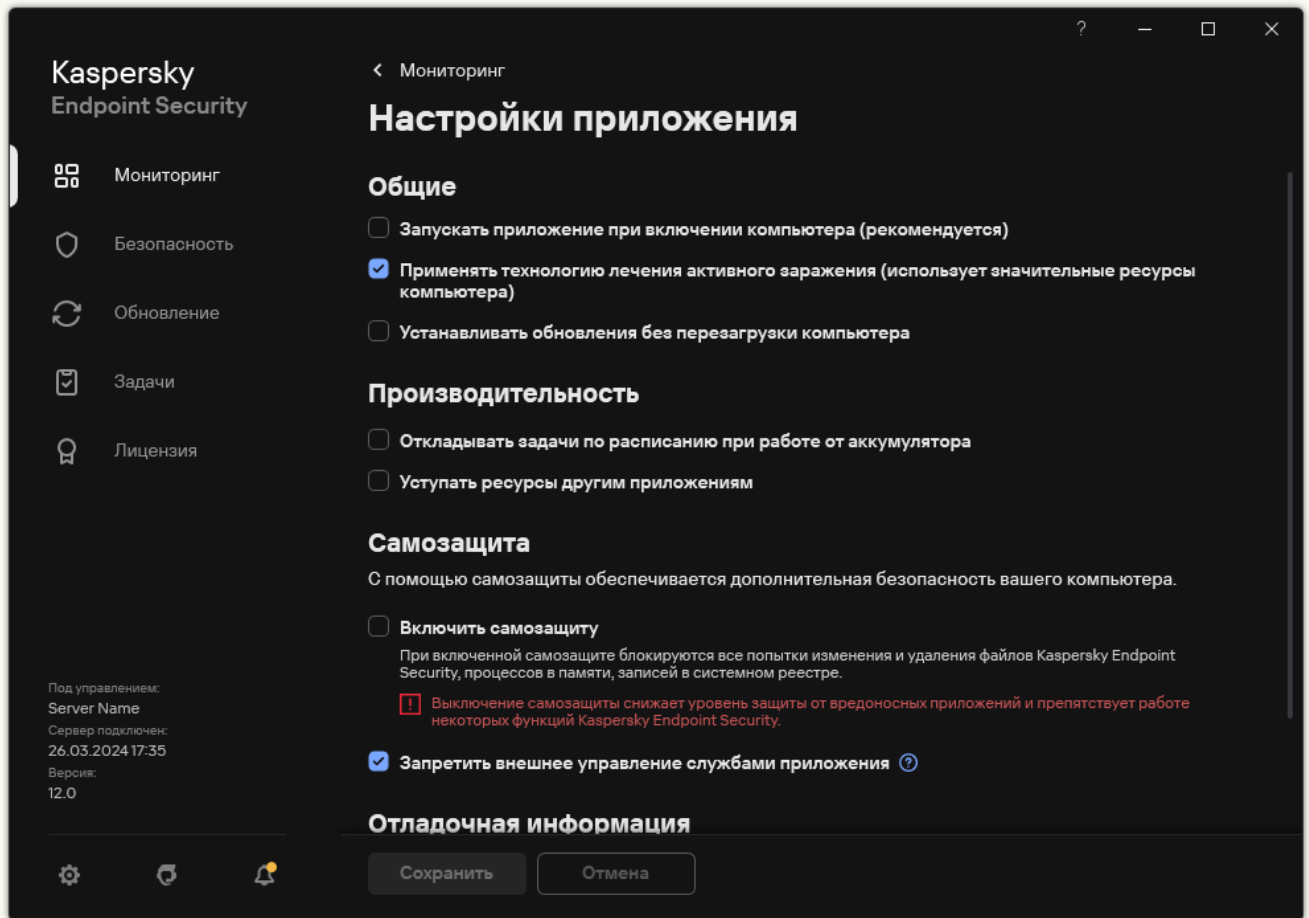 Kaspersky
Endpoint Security
Мониторинг
Безопасность
Обновление
Задачи
Лицензия
Под управлением:
Server Name
Сервер подключен:
26.03.2024 17:35
Версия:
12.0
?
Мониторинг
Настройки приложения
Общие
Запускать приложение при включении компьютера (рекомендуется)
Применять технологию лечения активного заражения (использует значительные ресурсы
компьютера)
Устанавливать обновления без перезагрузки компьютера
Производительность
Откладывать задачи по расписанию при работе от аккумулятора
Уступать ресурсы другим приложениям
Самозащита
С помощью самозащиты обеспечивается дополнительная безопасность вашего компьютера.
Включить самозащиту
При включенной самозащите блокируются все попытки изменения и удаления файлов Kaspersky Endpoint
Security, процессов в памяти, записей в системном реестре.
! Выключение самозащиты снижает уровень защиты от вредоносных приложений и препятствует работе
некоторых функций Kaspersky Endpoint Security.
Запретить внешнее управление службами приложения ?
Отладочная информация
Сохранить
Отмена